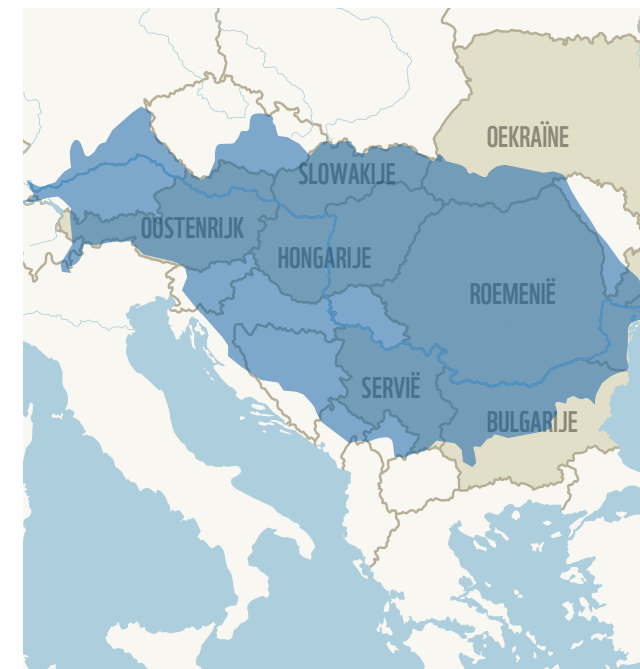 OEKRAÏNE
SLOWAKIJE
OOSTENRIJK
HONGARIJE
ROEMENIË
SERVIË
BULGARIJE